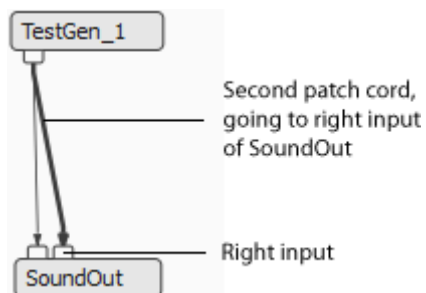 TestGen_1
Second patch cord,
going to right input
of SoundOut
Right input
SoundOut